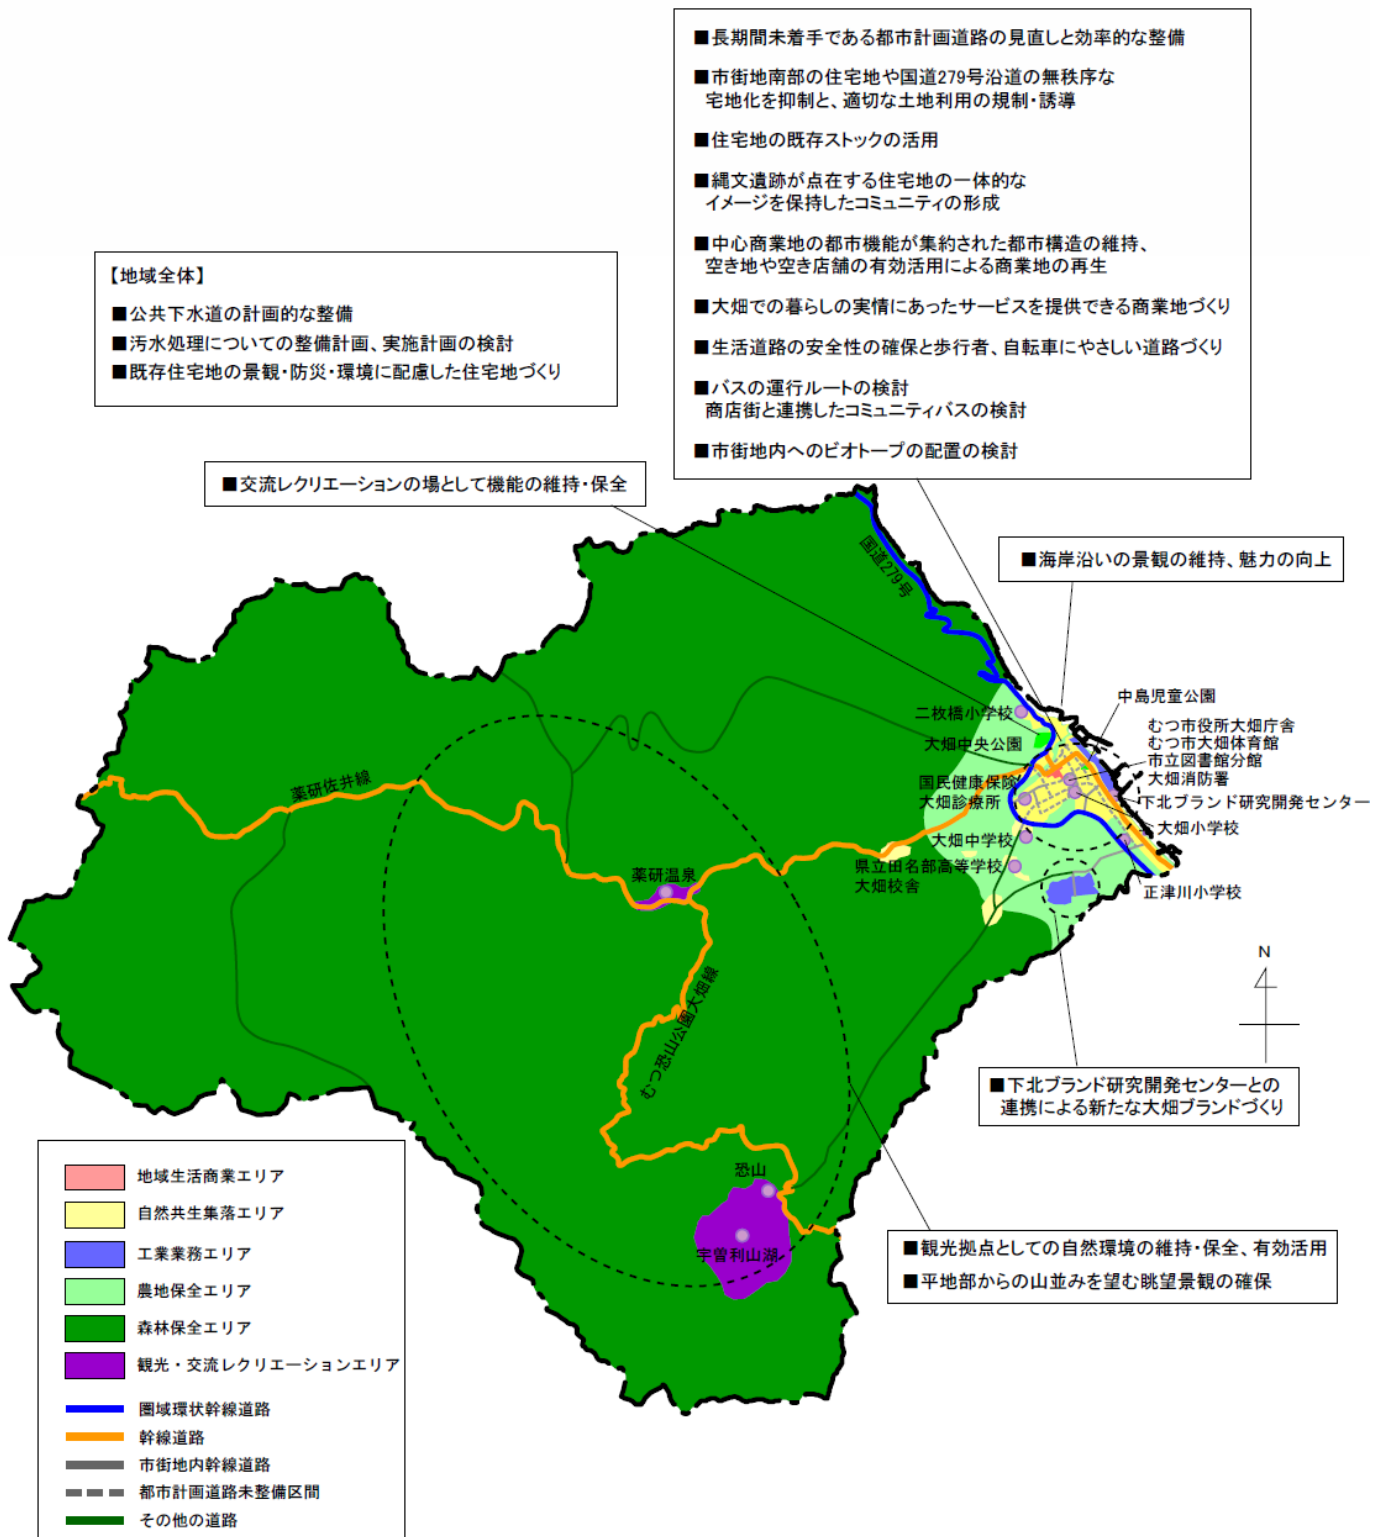 ■長期間未着手である都市計画道路の見直しと効率的な整備
■市街地南部の住宅地や国道279号沿道の無秩序な
宅地化を抑制と、適切な土地利用の規制・誘導
■住宅地の既存ストックの活用
■縄文遺跡が点在する住宅地の一体的な
イメージを保持したコミュニティの形成
■中心商業地の都市機能が集約された都市構造の維持、
空き地や空き店舗の有効活用による商業地の再生
■大畑での暮らしの実情にあったサービスを提供できる商業地づくり
■生活道路の安全性の確保と歩行者、自転車にやさしい道路づくり
■バスの運行ルートの検討
商店街と連携したコミュニティバスの検討
■市街地内へのビオトープの配置の検討
【地域全体】
■公共下水道の計画的な整備
■汚水処理についての整備計画、実施計画の検討
■既存住宅地の景観・防災・環境に配慮した住宅地づくり
■交流レクリエーションの場として機能の維持・保全
■海岸沿いの景観の維持、魅力の向上
国道279号
中島児童公園
二枚橋小学校
むつ市役所大畑庁舎
むつ市大畑体育館
市立図書館分館
大畑消防署
大畑中央公園
国民健康保険
大畑診療所
下北ブランド研究開発センター
大畑小学校
大畑中学校
県立田名部高等学校
大畑校舎
正津川小学校
薬研佐井線
薬研温泉
むつ恐山公園大畑線
N
■下北ブランド研究開発センターとの
連携による新たな大畑ブランドづくり
恐山
宇曽利山湖
■観光拠点としての自然環境の維持・保全、有効活用
■平地部からの山並みを望む眺望景観の確保
地域生活商業エリア
自然共生集落エリア
工業業務エリア
農地保全エリア
森林保全エリア
観光・交流レクリエーションエリア
圏域環状幹線道路
幹線道路
市街地内幹線道路
都市計画道路未整備区間
その他の道路